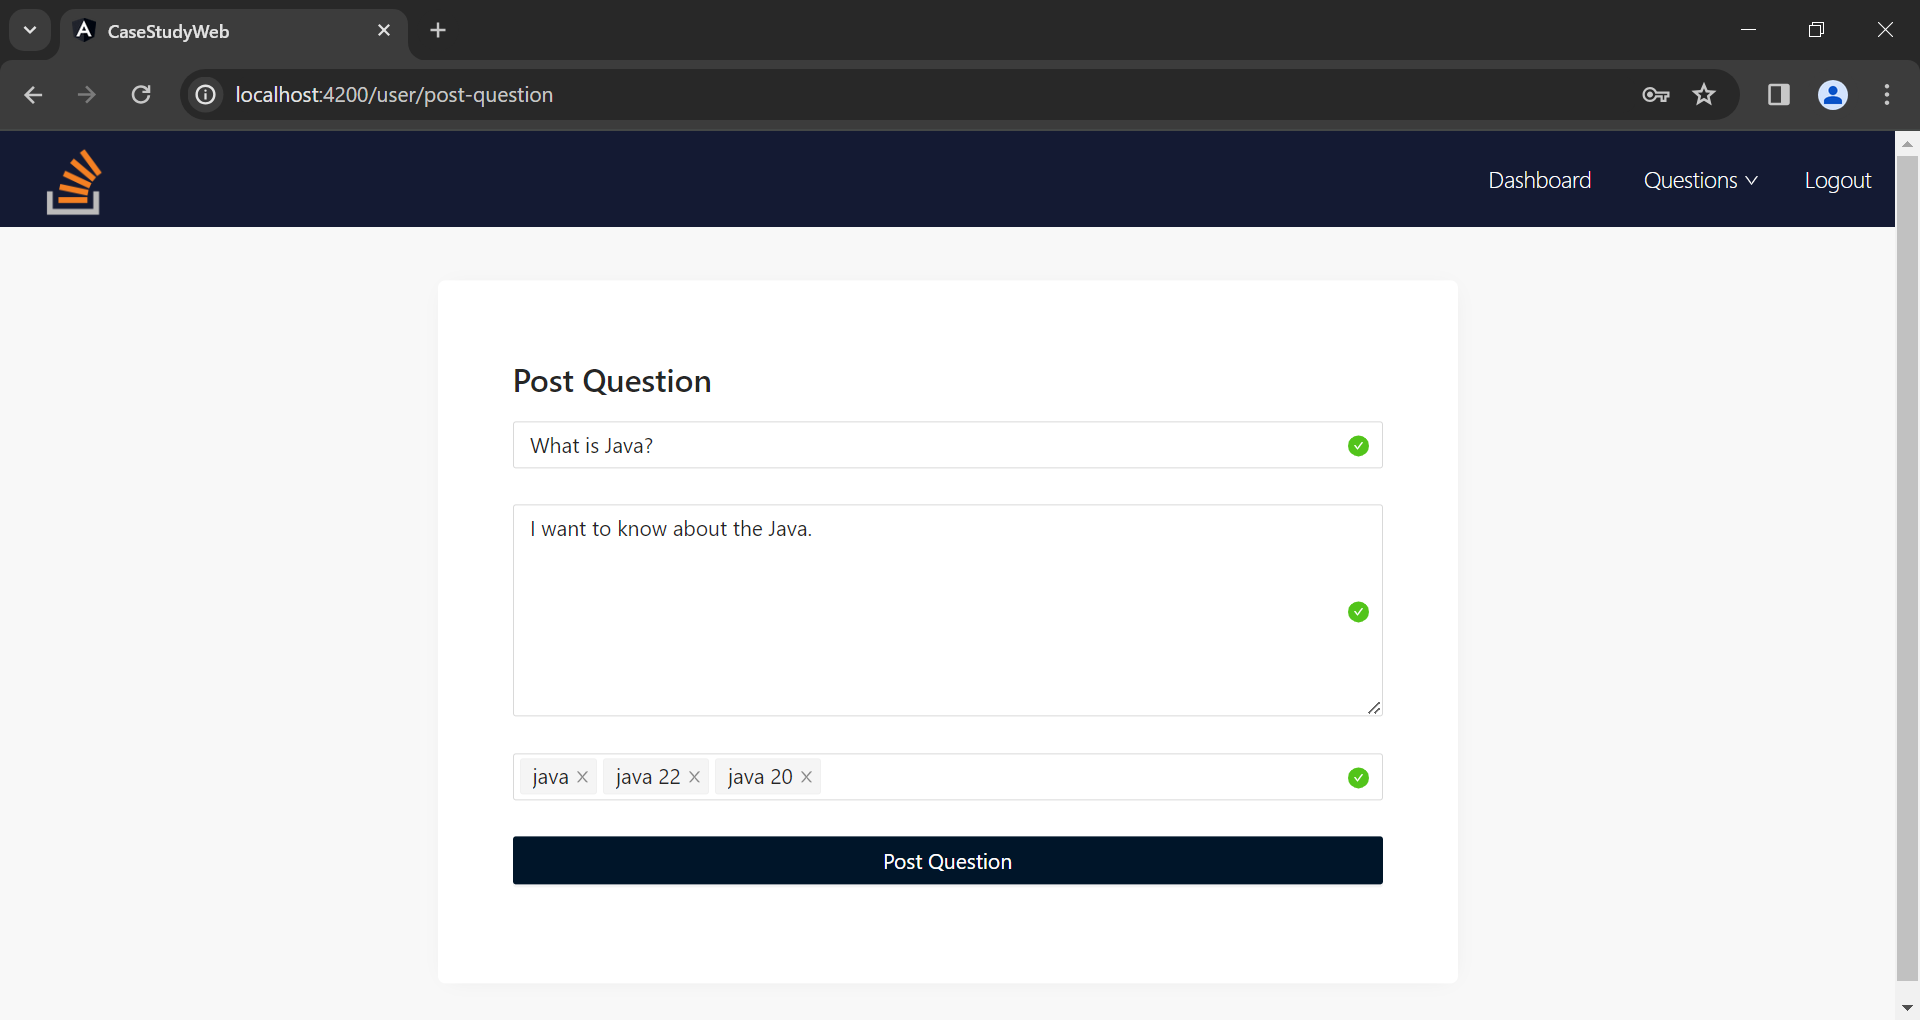 CaseStudyWeb
localhost:4200/user/post-question
Dashboard Questions Logout
Post Question
What is Java?
I want to know about the Java.
java java 22 java 20
Post Question